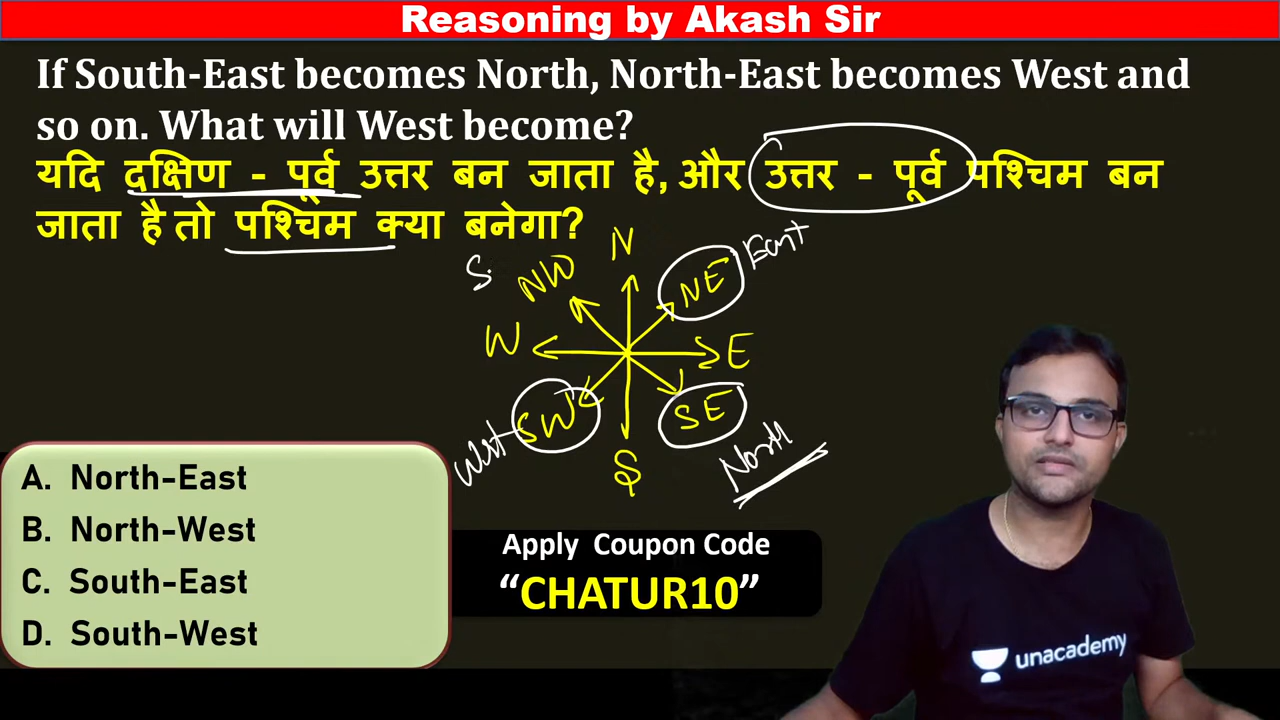 Reasoning by Akash Sir
If South-East becomes North, North-East becomes West and
so on. What will West become?
यदि दक्षिण - पूर्व उत्तर बन जाता है, और उत्तर - पूर्व पश्चिम बन
जाता है तो पश्चिम क्या बनेगा?
N
S NW NE East
W E
West SW SE
North
S
A. North-East
B. North-West
C. South-East
D. South-West
Apply Coupon Code
“CHATUR10”
unacademy